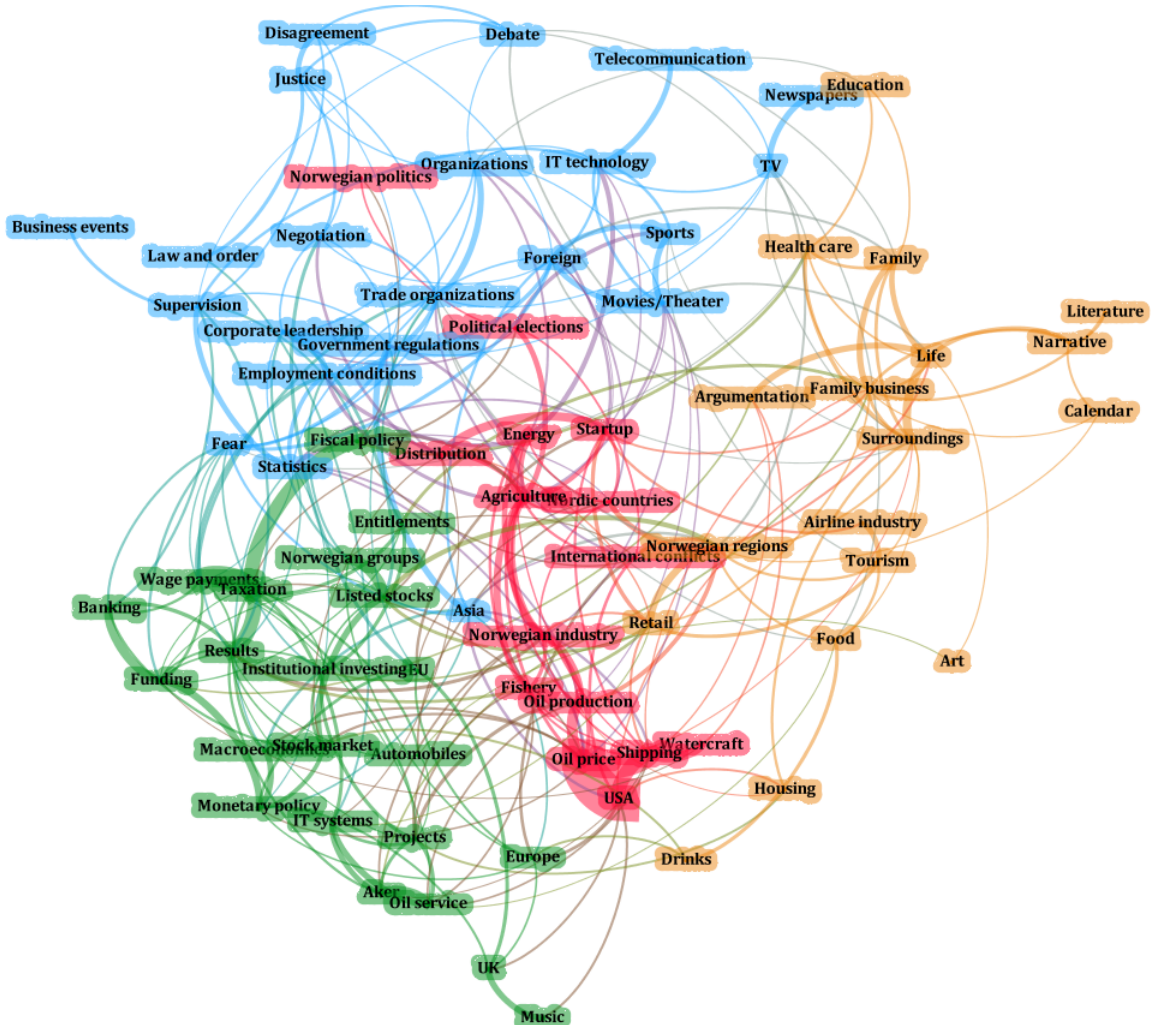 Disagreement
Debate
Telecommunication
Justice
Education
Newspapers
Organizations
IT technology
TV
Norwegian politics
Business events
Negotiation
Sports
Health care
Law and order
Foreign
Family
Supervision
Trade organizations
Movies/Theater
Literature
Corporate leadership
Political elections
Government regulations
Narrative
Life
Employment conditions
Family business
Argumentation
Calendar
Fear
Fiscal policy
Energy
Startup
Surroundings
Distribution
Statistics
Agriculture
Nordic countries
Entitlements
Airline industry
Norwegian regions
Norwegian groups
International conflicts
Tourism
Wage payments
Taxation
Listed stocks
Banking
Asia
Retail
Norwegian industry
Food
Results
Institutional investing
EU
Art
Funding
Fishery
Oil production
Macroeconomics
Stock market
Automobiles
Watercraft
Oil price
Shipping
Housing
USA
Monetary policy
IT systems
Projects
Europe
Drinks
Aker
Oil service
UK
Music